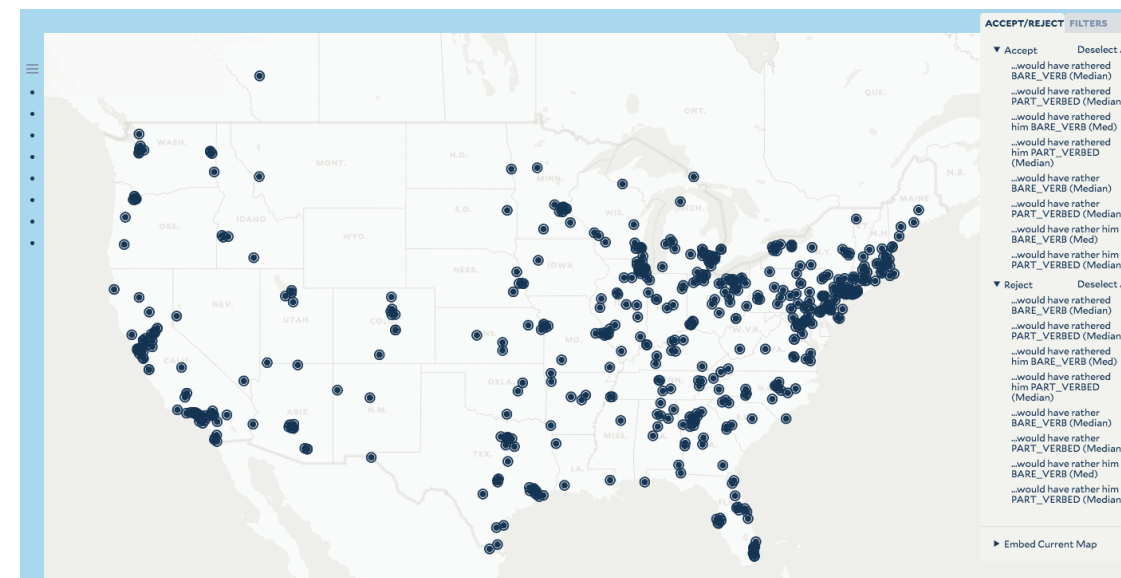 ACCEPT/REJECT FILTERS
▼ Accept Deselect
...would have rathered
BARE_VERB (Median)
...would have rathered
PART_VERBED (Median
...would have rathered
him BARE_VERB (Med)
...would have rathered
him PART_VERBED
(Median)
...would have rather
BARE_VERB (Median)
...would have rather
PART_VERBED (Median
...would have rather him
BARE_VERB (Med)
...would have rather him
PART_VERBED (Median
▼ Reject Deselect
...would have rathered
BARE_VERB (Median)
...would have rathered
PART_VERBED (Median
...would have rathered
him BARE_VERB (Med)
...would have rathered
him PART_VERBED
(Median)
...would have rather
BARE_VERB (Median)
...would have rather
PART_VERBED (Median
...would have rather him
BARE_VERB (Med)
...would have rather him
PART_VERBED (Median
▶ Embed Current Map
QUE.
ONT.
WASH.
N.B.
N.D.
MONT.
MINN.
MAINE
S.D.
WIS.
IDAHO
ORE.
WYO.
IOWA
NEBR.
NEV.
UTAH
W.VA.
MO.
CALIF.
OKLA.
ARIZ.
N.M.
MISS.
TEX.
LA.